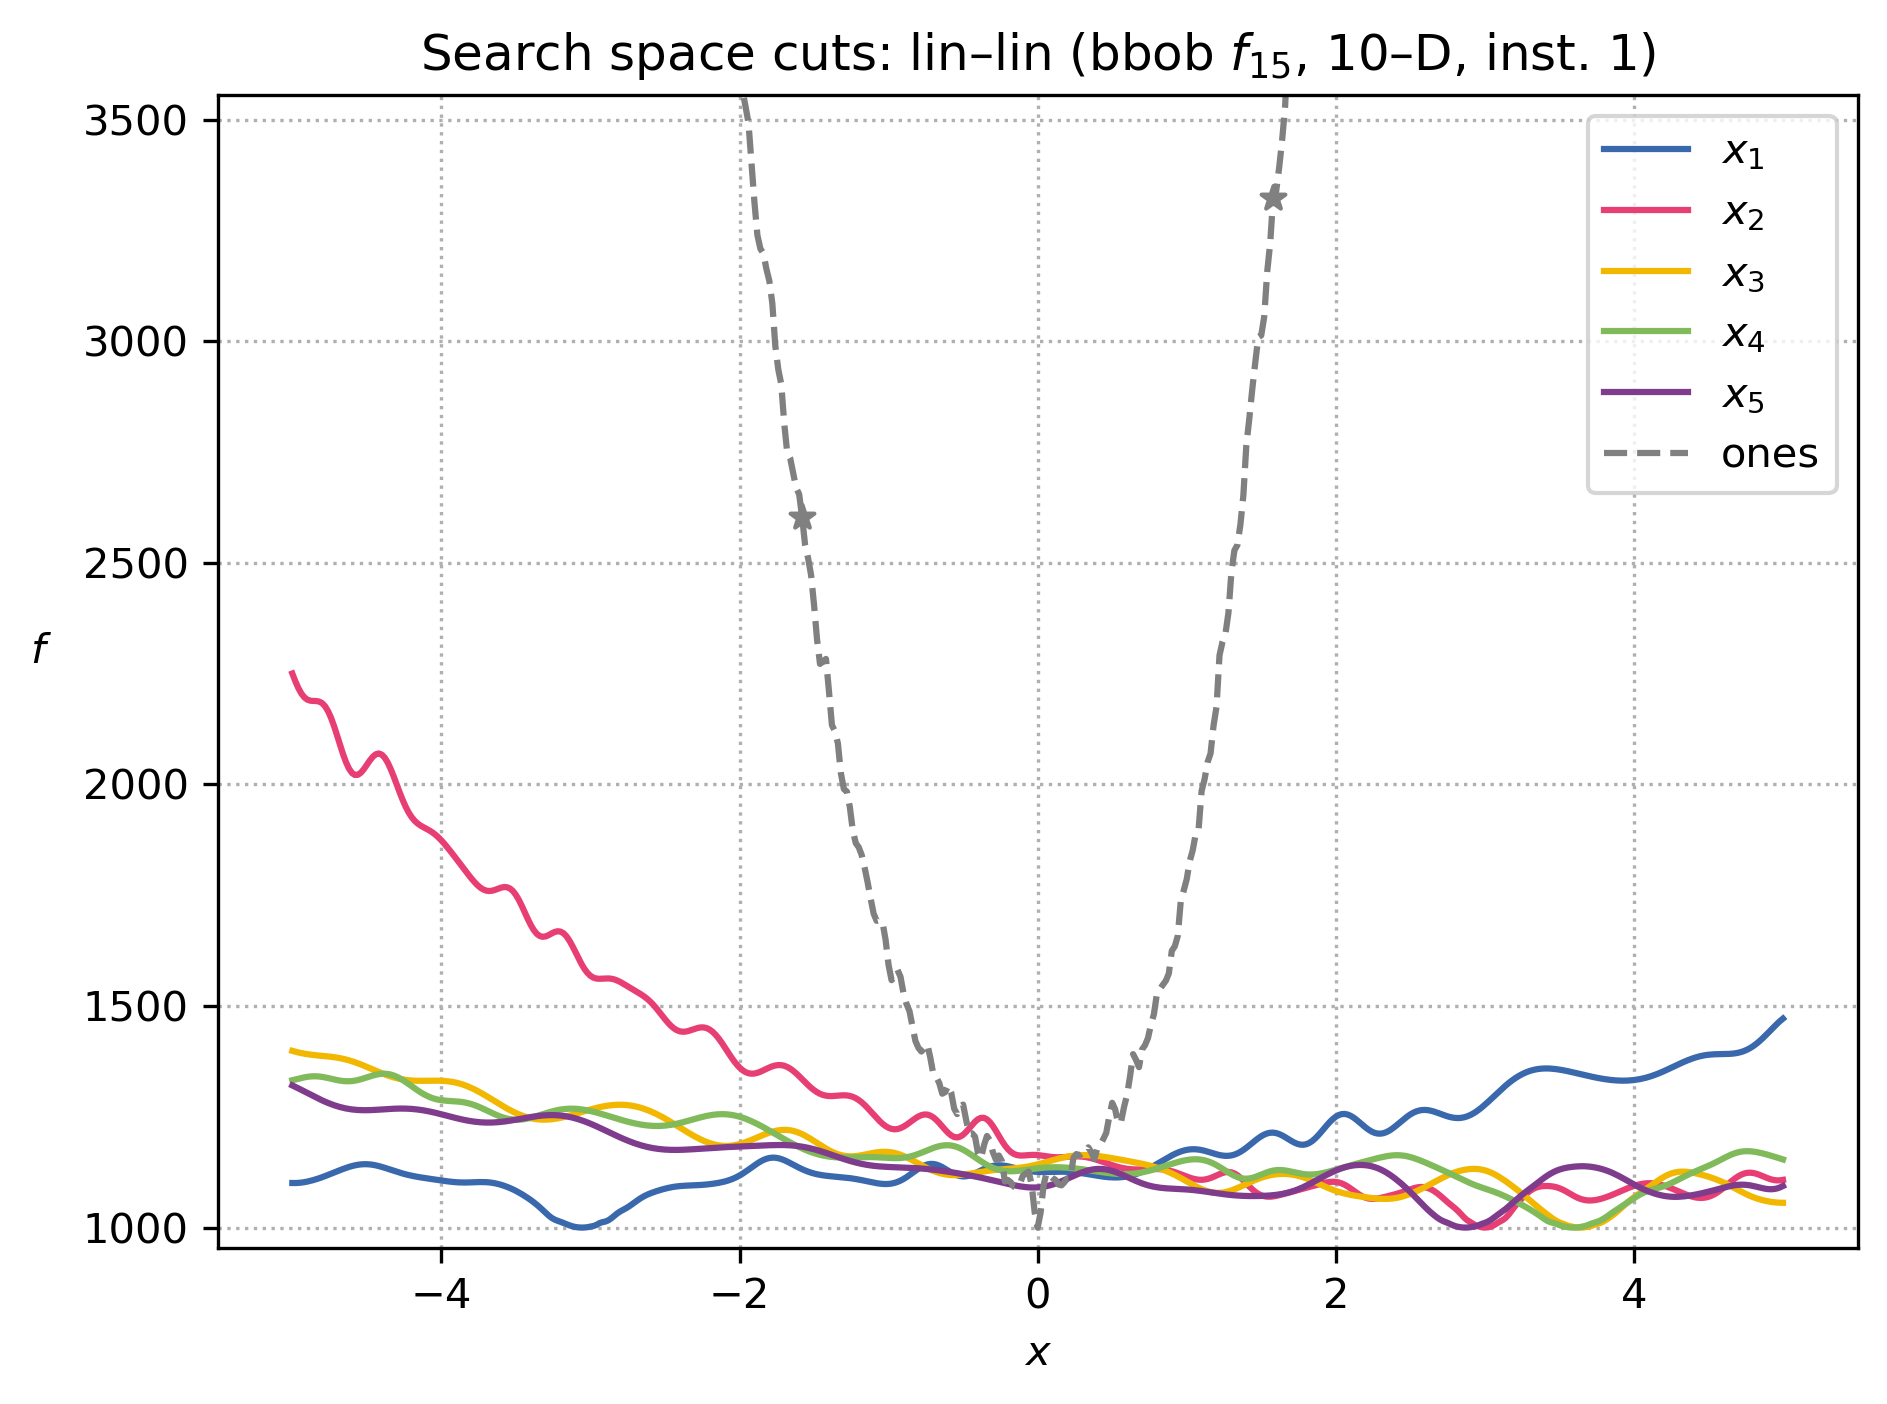 Search space cuts: lin–lin (bbob f₁₅, 10–D, inst. 1)
3500
3000
2500
2000
1500
1000
f
−4 −2 0 2 4
x
x₁
x₂
x₃
x₄
x₅
ones